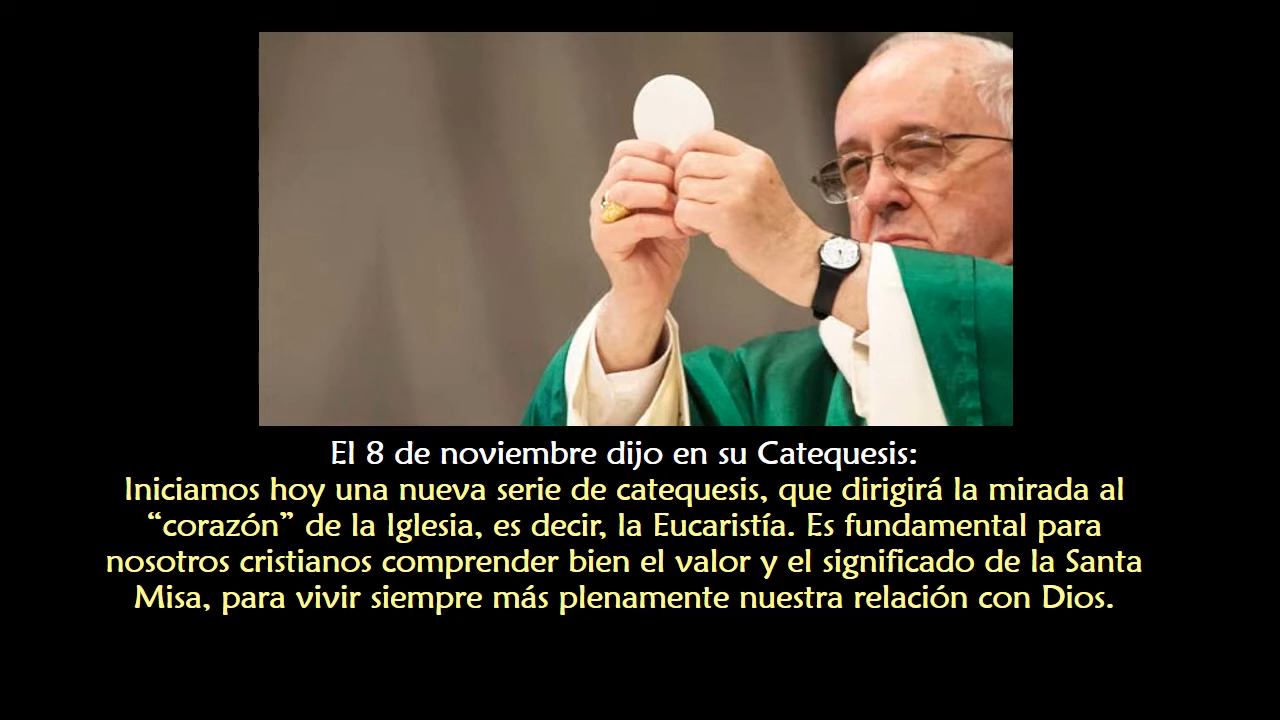 El 8 de noviembre dijo en su Catequesis:
Iniciamos hoy una nueva serie de catequesis, que dirigirá la mirada al
“corazón” de la Iglesia, es decir, la Eucaristía. Es fundamental para
nosotros cristianos comprender bien el valor y el significado de la Santa
Misa, para vivir siempre más plenamente nuestra relación con Dios.